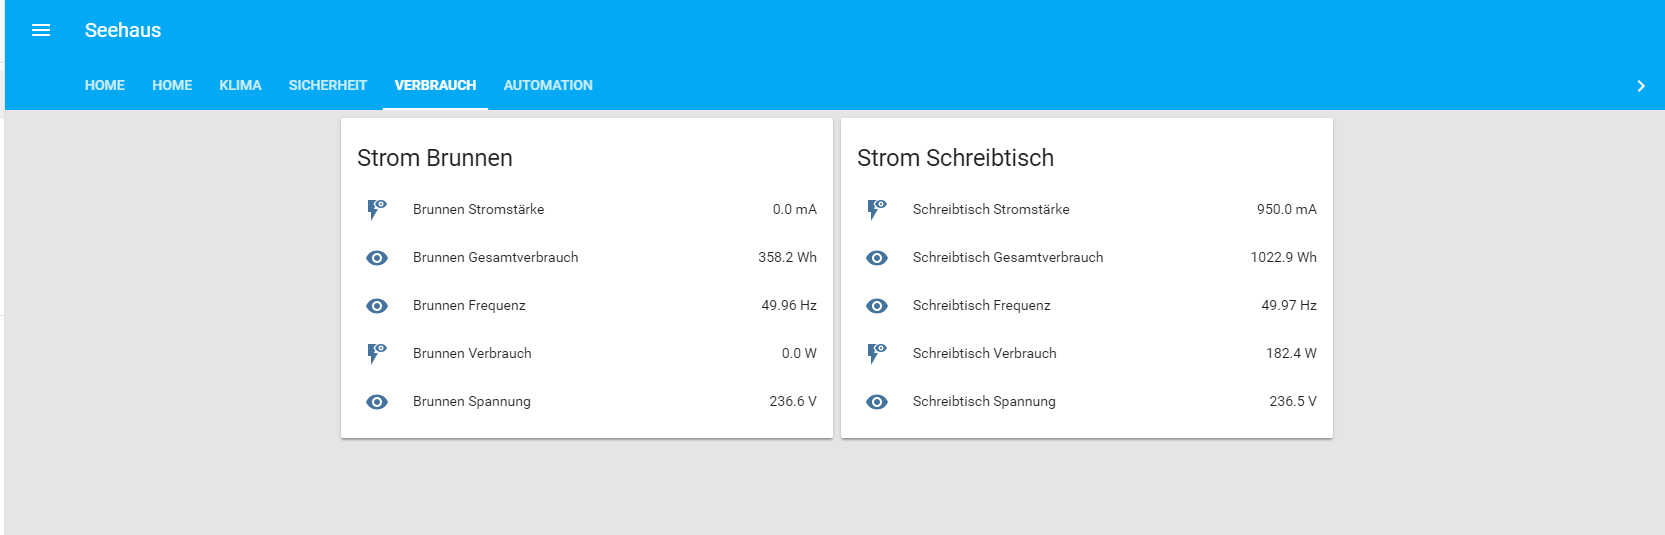 Seehaus
HOME HOME KLIMA SICHERHEIT VERBRAUCH AUTOMATION
Strom Brunnen
Brunnen Stromstärke 0.0 mA
Brunnen Gesamtverbrauch 358.2 Wh
Brunnen Frequenz 49.96 Hz
Brunnen Verbrauch 0.0 W
Brunnen Spannung 236.6 V
Strom Schreibtisch
Schreibtisch Stromstärke 950.0 mA
Schreibtisch Gesamtverbrauch 1022.9 Wh
Schreibtisch Frequenz 49.97 Hz
Schreibtisch Verbrauch 182.4 W
Schreibtisch Spannung 236.5 V